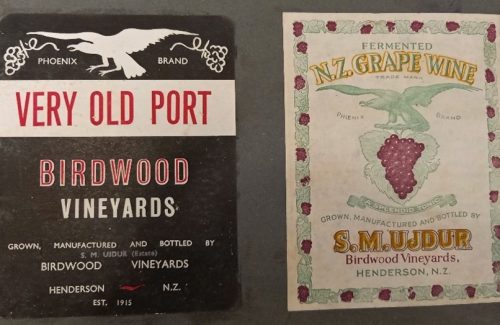 PHOENIX BRAND
VERY OLD PORT
BIRDWOOD
VINEYARDS
GROWN, MANUFACTURED AND BOTTLED BY
S. M. UJDUR (Estate)
BIRDWOOD VINEYARDS
HENDERSON N.Z.
EST. 1915
FERMENTED
N.Z. GRAPE WINE
TRADE MARK
PHOENIX BRAND
GROWN, MANUFACTURED AND BOTTLED BY
S.M.UJDUR
Birdwood Vineyards,
HENDERSON, N.Z.